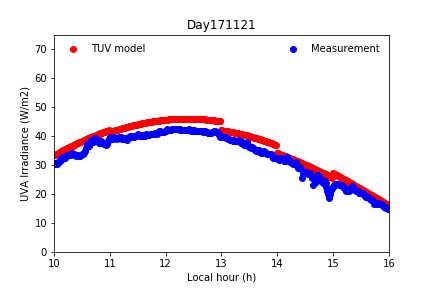 Day171121
TUV model
Measurement
UVA Irradiance (W/m2)
70
60
50
40
30
20
10
0
10 11 12 13 14 15 16
Local hour (h)